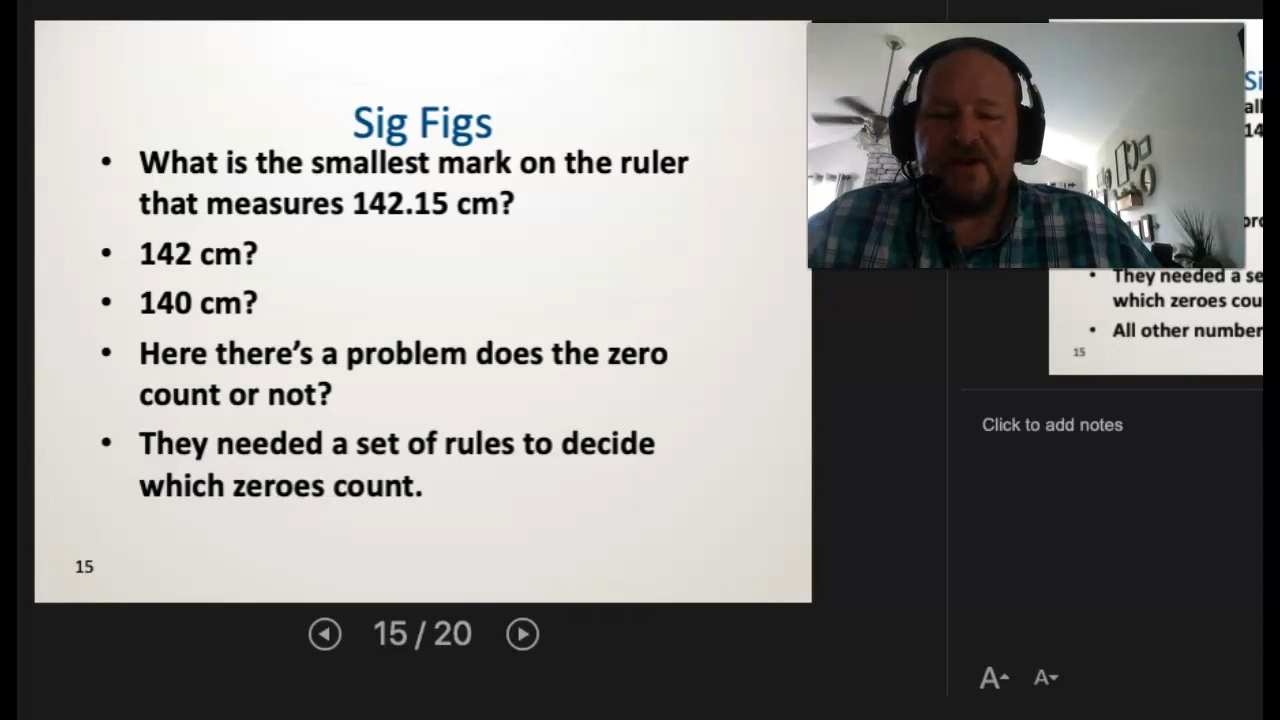 Sig Figs
• What is the smallest mark on the ruler
that measures 142.15 cm?
• 142 cm?
• 140 cm?
• Here there's a problem does the zero
count or not?
• They needed a set of rules to decide
which zeroes count.
15
15 / 20
• They needed a se
which zeroes cou
• All other number
15
Click to add notes
A A